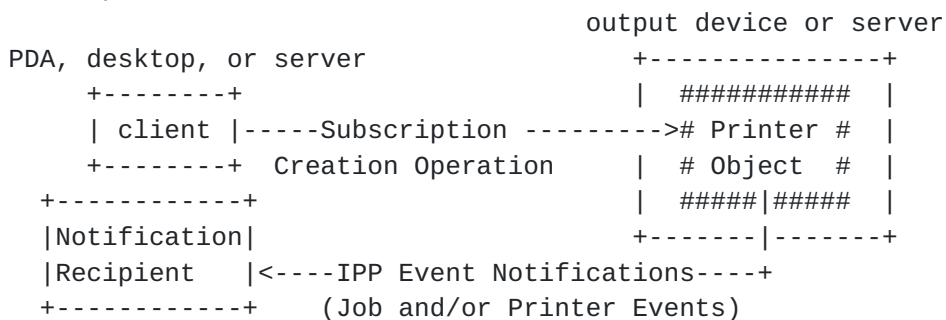 output device or server
PDA, desktop, or server +---------------+
+--------+ | ########### |
| client |-----Subscription ---------># Printer # |
+--------+ Creation Operation | # Object # |
+------------+ | #####|##### |
|Notification| +-------|-------+
|Recipient |<----IPP Event Notifications----+
+------------+ (Job and/or Printer Events)